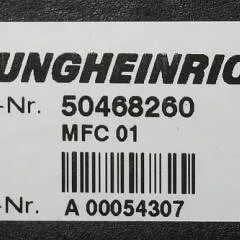 UNGHEINRIC
-Nr. 50468260
MFC 01
-Nr. A 00054307